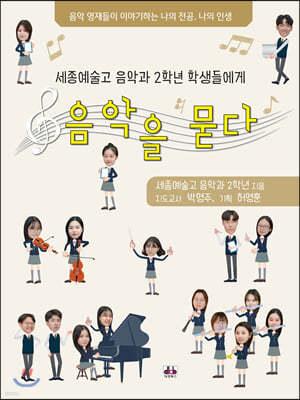 음악 영재들이 이야기하는 나의 전공, 나의 인생
세종예술고 음악과 2학년 학생들에게
음악을 묻다
세종예술고 음악과 2학년 지음
지도교사 박영주, 기획 허영훈